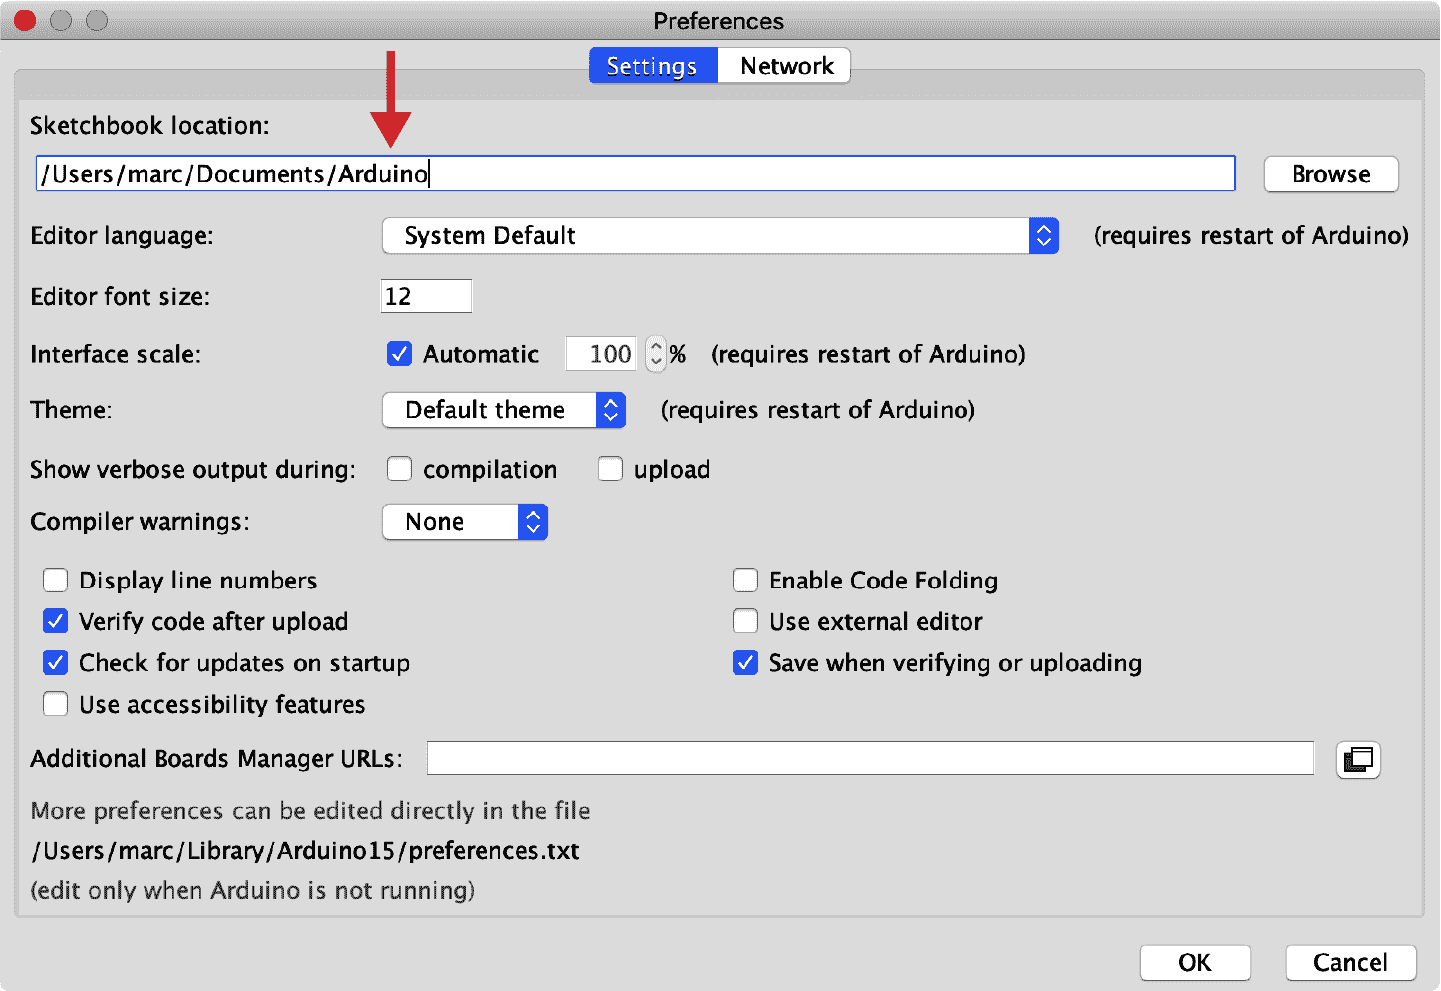 Preferences
Settings Network
Sketchbook location:
/Users/marc/Documents/Arduino Browse
Editor language: System Default (requires restart of Arduino)
Editor font size: 12
Interface scale: Automatic 100 % (requires restart of Arduino)
Theme: Default theme (requires restart of Arduino)
Show verbose output during: compilation upload
Compiler warnings: None
Display line numbers Enable Code Folding
Verify code after upload Use external editor
Check for updates on startup Save when verifying or uploading
Use accessibility features
Additional Boards Manager URLs:
More preferences can be edited directly in the file
/Users/marc/Library/Arduino15/preferences.txt
(edit only when Arduino is not running)
OK Cancel